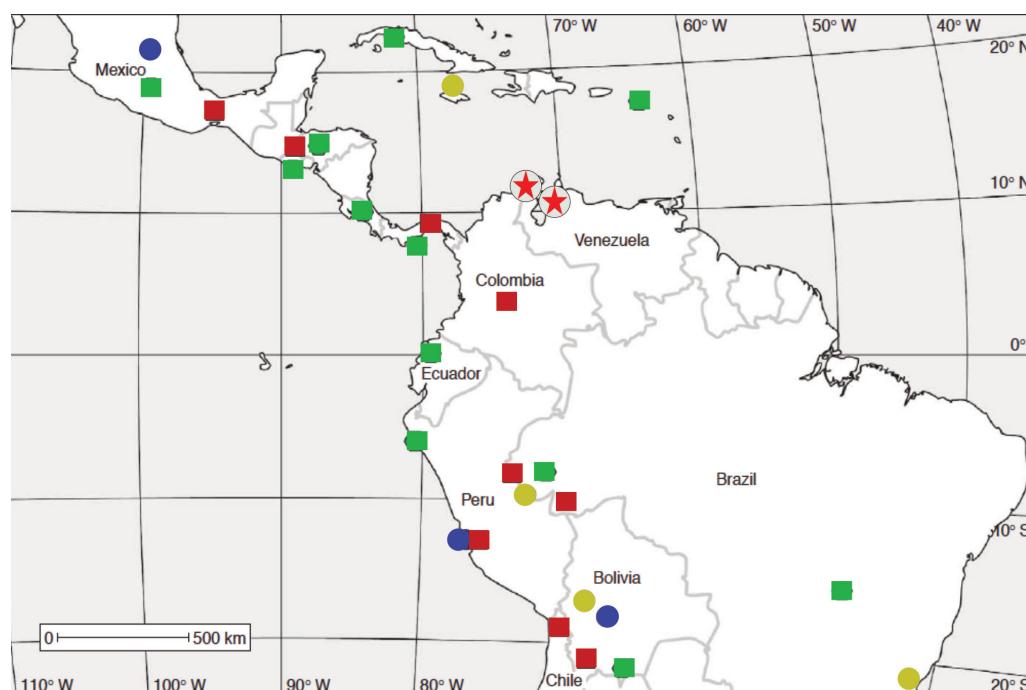 70° W
60° W
50° W
40° W
20° N
Mexico
10° N
Venezuela
Colombia
0°
Ecuador
Peru
Brazil
10° S
Bolivia
0
500 km
Chile
110° W
100° W
90° W
80° W
20° S